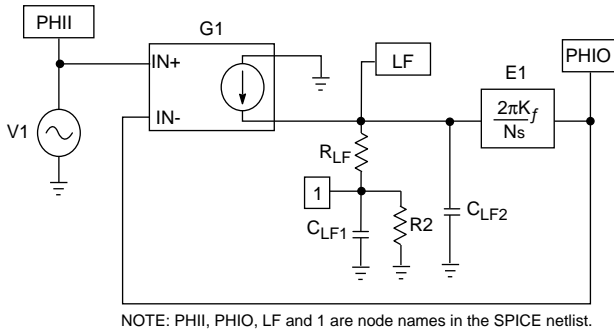 PHII
G1
PHIO
IN+
LF
E1
IN-
2πKf
Ns
V1
RLF
1
CLF1
R2
CLF2
NOTE: PHII, PHIO, LF and 1 are node names in the SPICE netlist.